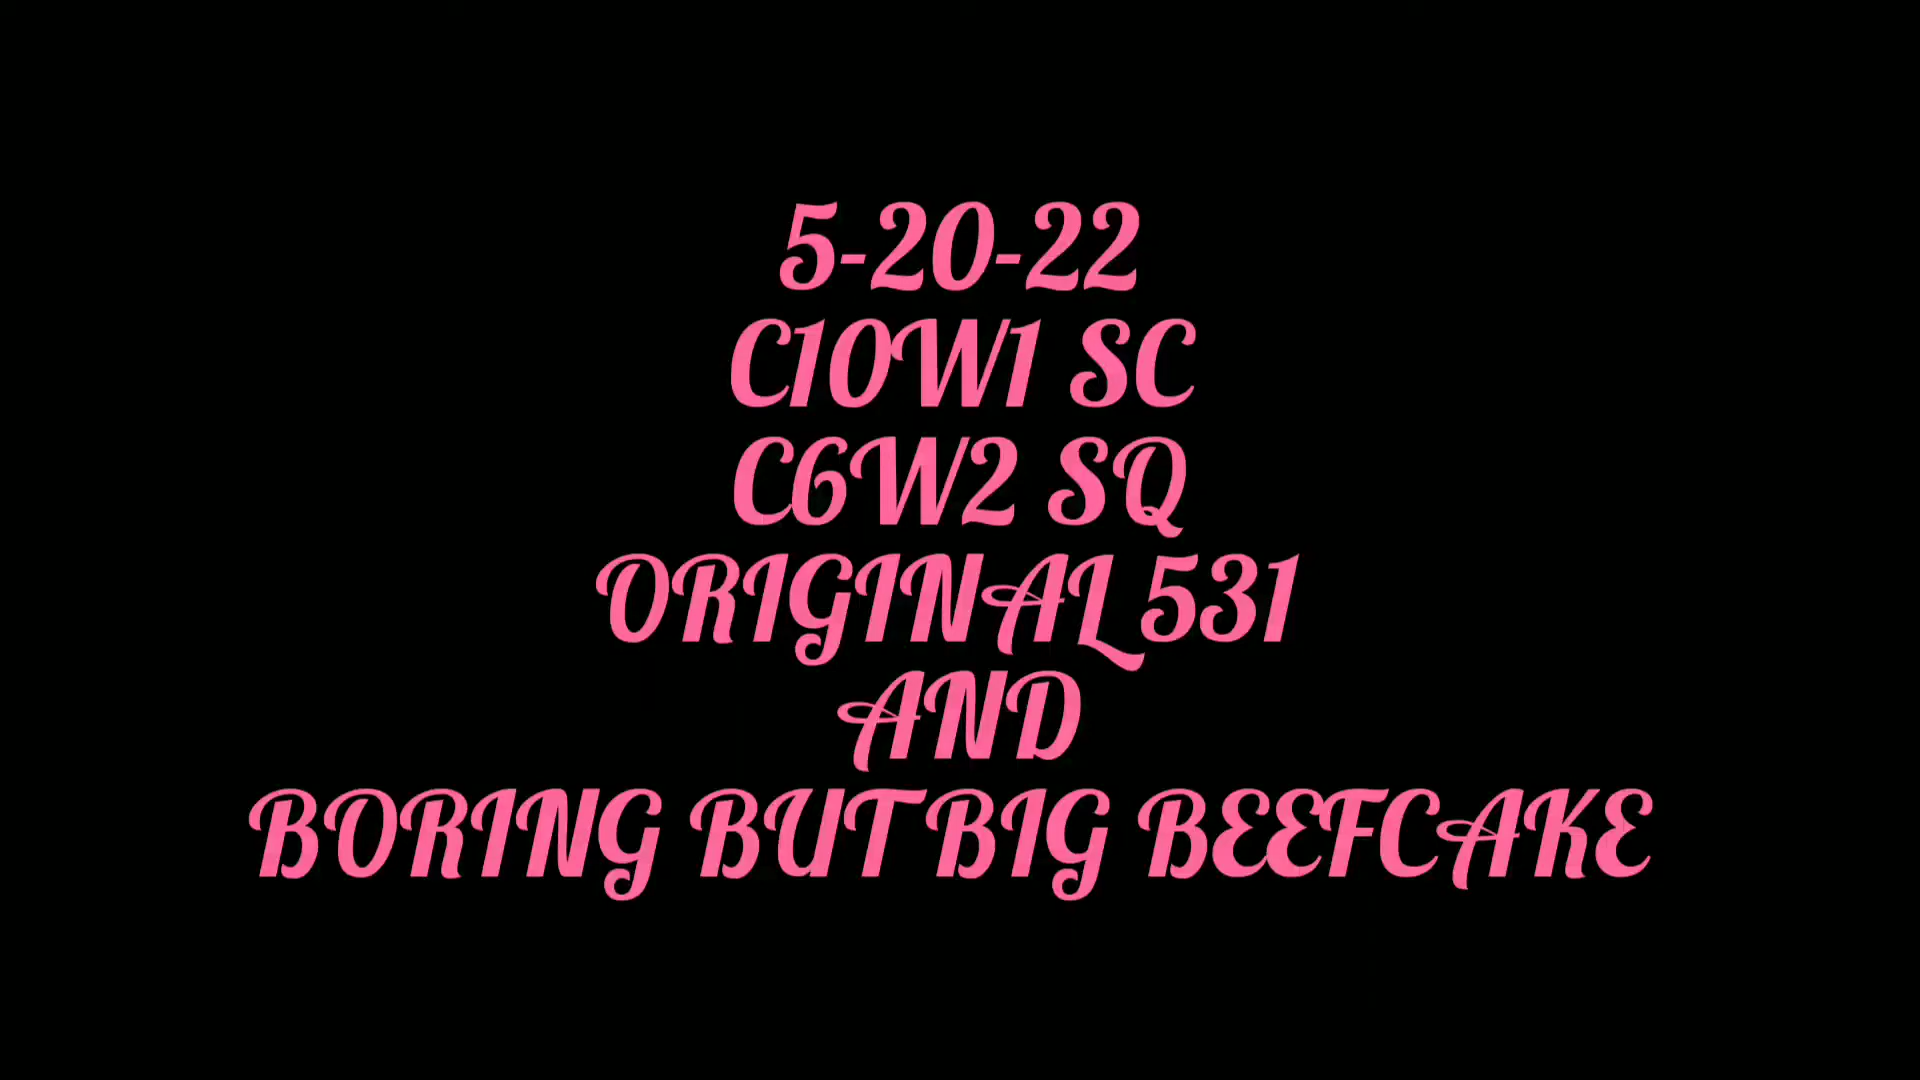 5-20-22
C10W1 SC
C6W2 SQ
ORIGINAL 531
AND
BORING BUT BIG BEEFCAKE